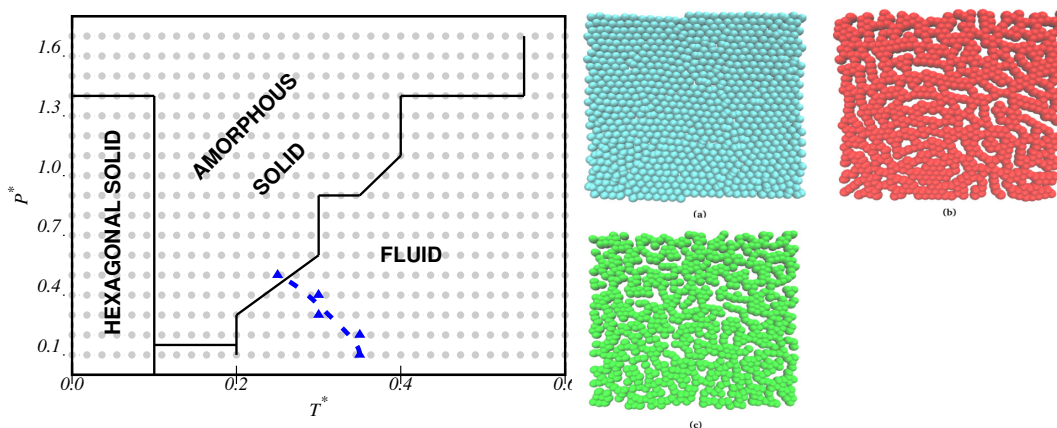 1.6
1.3
1.0
0.7
0.4
0.1
P*
HEXAGONAL SOLID
AMORPHOUS
SOLID
FLUID
0.0
0.2
0.4
0.6
T*
(a)
(b)
(c)